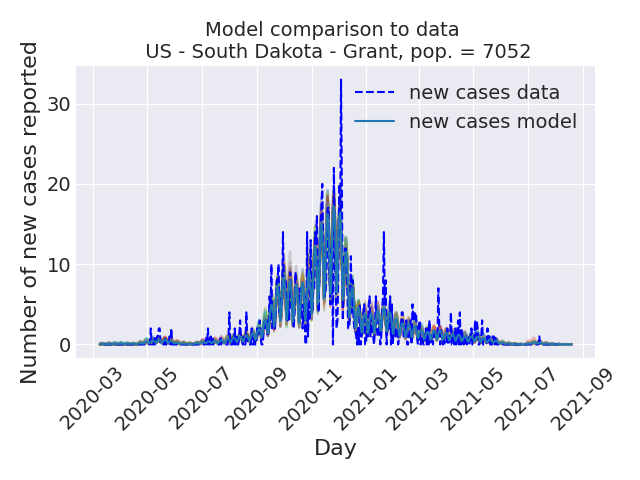 Model comparison to data
US - South Dakota - Grant, pop. = 7052
Number of new cases reported
30
20
10
0
new cases data
new cases model
2020-03
2020-05
2020-07
2020-09
2020-11
2021-01
2021-03
2021-05
2021-07
2021-09
Day